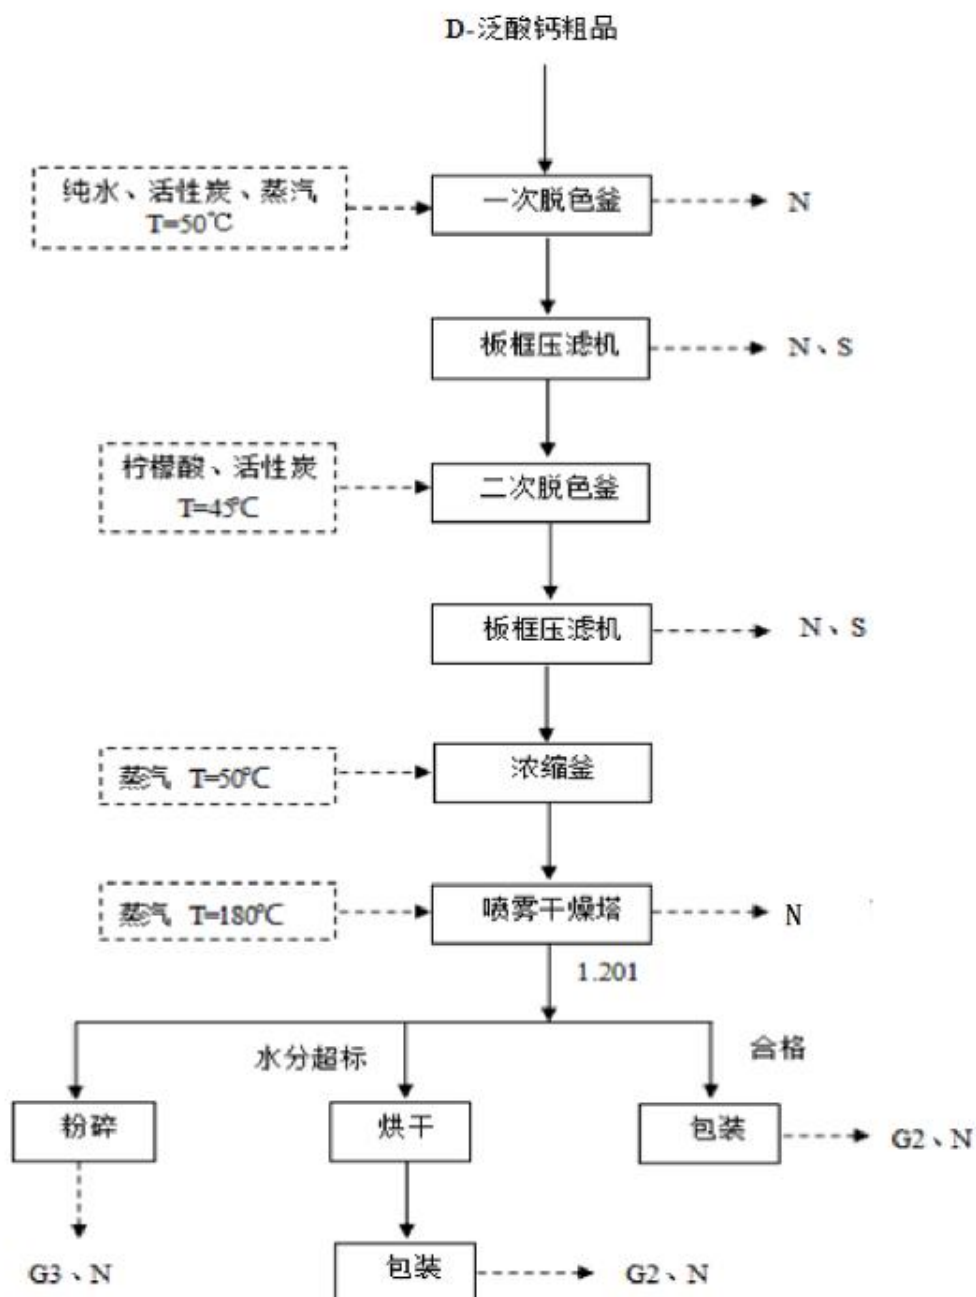 D-泛酸钙粗品
纯水、活性炭、蒸汽
T=50℃
一次脱色釜
N
板框压滤机
N、S
柠檬酸、活性炭
T=45℃
二次脱色釜
板框压滤机
N、S
蒸汽 T=50℃
浓缩釜
蒸汽 T=180℃
喷雾干燥塔
N
1.201
水分超标
合格
粉碎
烘干
包装
G2、N
G3、N
包装
G2、N